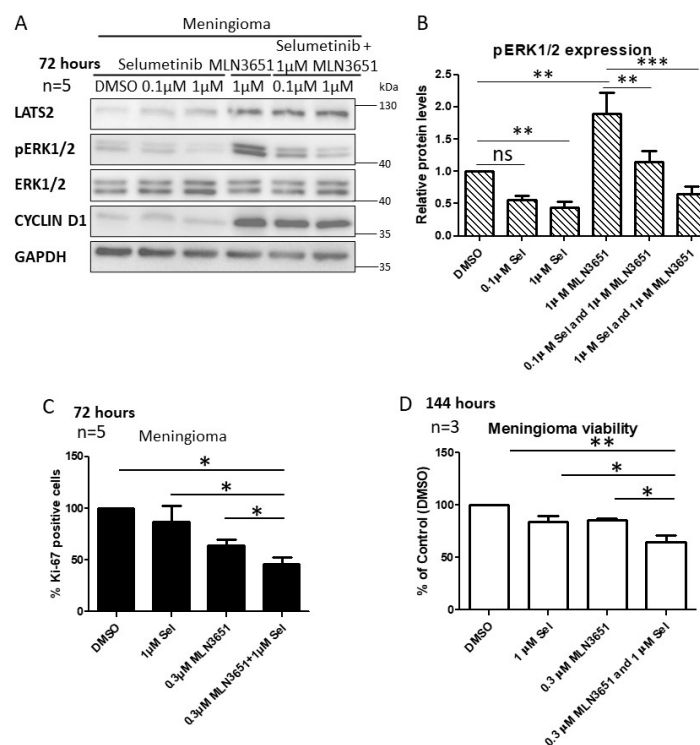 A
Meningioma
72 hours
n=5
Selumetinib
MLN3651
Selumetinib +
1µM MLN3651
DMSO 0.1µM 1µM 1µM 0.1µM 1µM
kDa
LATS2
130
pERK1/2
40
ERK1/2
40
CYCLIN D1
35
GAPDH
35
B
pERK1/2 expression
Relative protein levels
2.5
2.0
1.5
1.0
0.5
0.0
**
***
**
**
ns
DMSO
0.1µM Sel
1µM Sel
1µ M MLN3651
0.1µ M Sel and 1µ M MLN3651
1µ M Sel and 1µ M MLN3651
C
72 hours
n=5
Meningioma
% Ki-67 positive cells
150
100
50
0
*
*
*
DMSO
1µM Sel
0.3µM MLN3651
0.3µM MLN3651+1µM Sel
D
144 hours
n=3
Meningioma viability
% of Control (DMSO)
150
100
50
0
**
*
*
DMSO
1 µM Sel
0.3 µM MLN3651
0.3 µM MLN3651 and 1 µM Sel